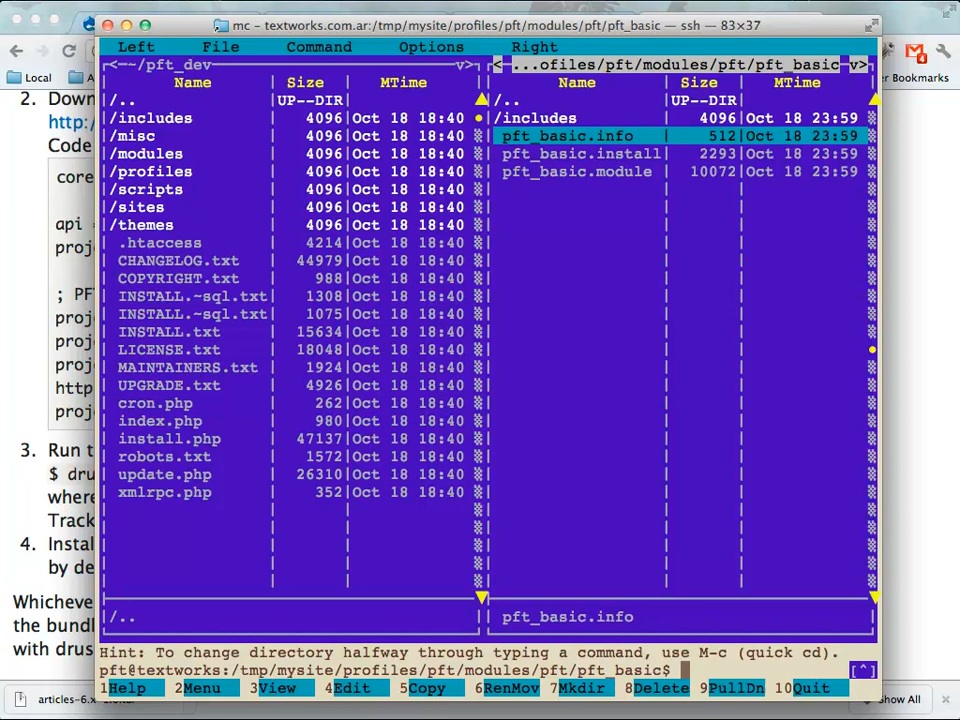 mc – textworks.com.ar:/tmp/mysite/profiles/pft/modules/pft/pft_basic — ssh — 83×37
Left File Command Options Right
<~~/pft_dev v> < ...ofiles/pft/modules/pft/pft_basic v>
Name Size MTime Name Size MTime
/.. UP--DIR /.. UP--DIR
/includes 4096 Oct 18 18:40 /includes 4096 Oct 18 23:59
/misc 4096 Oct 18 18:40 pft_basic.info 512 Oct 18 23:59
/modules 4096 Oct 18 18:40 pft_basic.install 2293 Oct 18 23:59
/profiles 4096 Oct 18 18:40 pft_basic.module 10072 Oct 18 23:59
/scripts 4096 Oct 18 18:40
/sites 4096 Oct 18 18:40
/themes 4096 Oct 18 18:40
.htaccess 4214 Oct 18 18:40
CHANGELOG.txt 44979 Oct 18 18:40
COPYRIGHT.txt 988 Oct 18 18:40
INSTALL.~sql.txt 1308 Oct 18 18:40
INSTALL.~sql.txt 1075 Oct 18 18:40
INSTALL.txt 15634 Oct 18 18:40
LICENSE.txt 18048 Oct 18 18:40
MAINTAINERS.txt 1924 Oct 18 18:40
UPGRADE.txt 4926 Oct 18 18:40
cron.php 262 Oct 18 18:40
index.php 980 Oct 18 18:40
install.php 47137 Oct 18 18:40
robots.txt 1572 Oct 18 18:40
update.php 26310 Oct 18 18:40
xmlrpc.php 352 Oct 18 18:40
/.. pft_basic.info
Hint: To change directory halfway through typing a command, use M-c (quick cd).
pft@textworks:/tmp/mysite/profiles/pft/modules/pft/pft_basic$ [^]
1Help 2Menu 3View 4Edit 5Copy 6RenMov 7Mkdir 8Delete 9PullDn 10Quit
Local
Bookmarks
2. Down
http:/
Code
core
api =
proj
; PF
proj
proj
proj
http
proj
3. Run t
$ dru
where
Track
4. Instal
by de
Whicheve
the bundl
with drus
articles-6.x
Show All